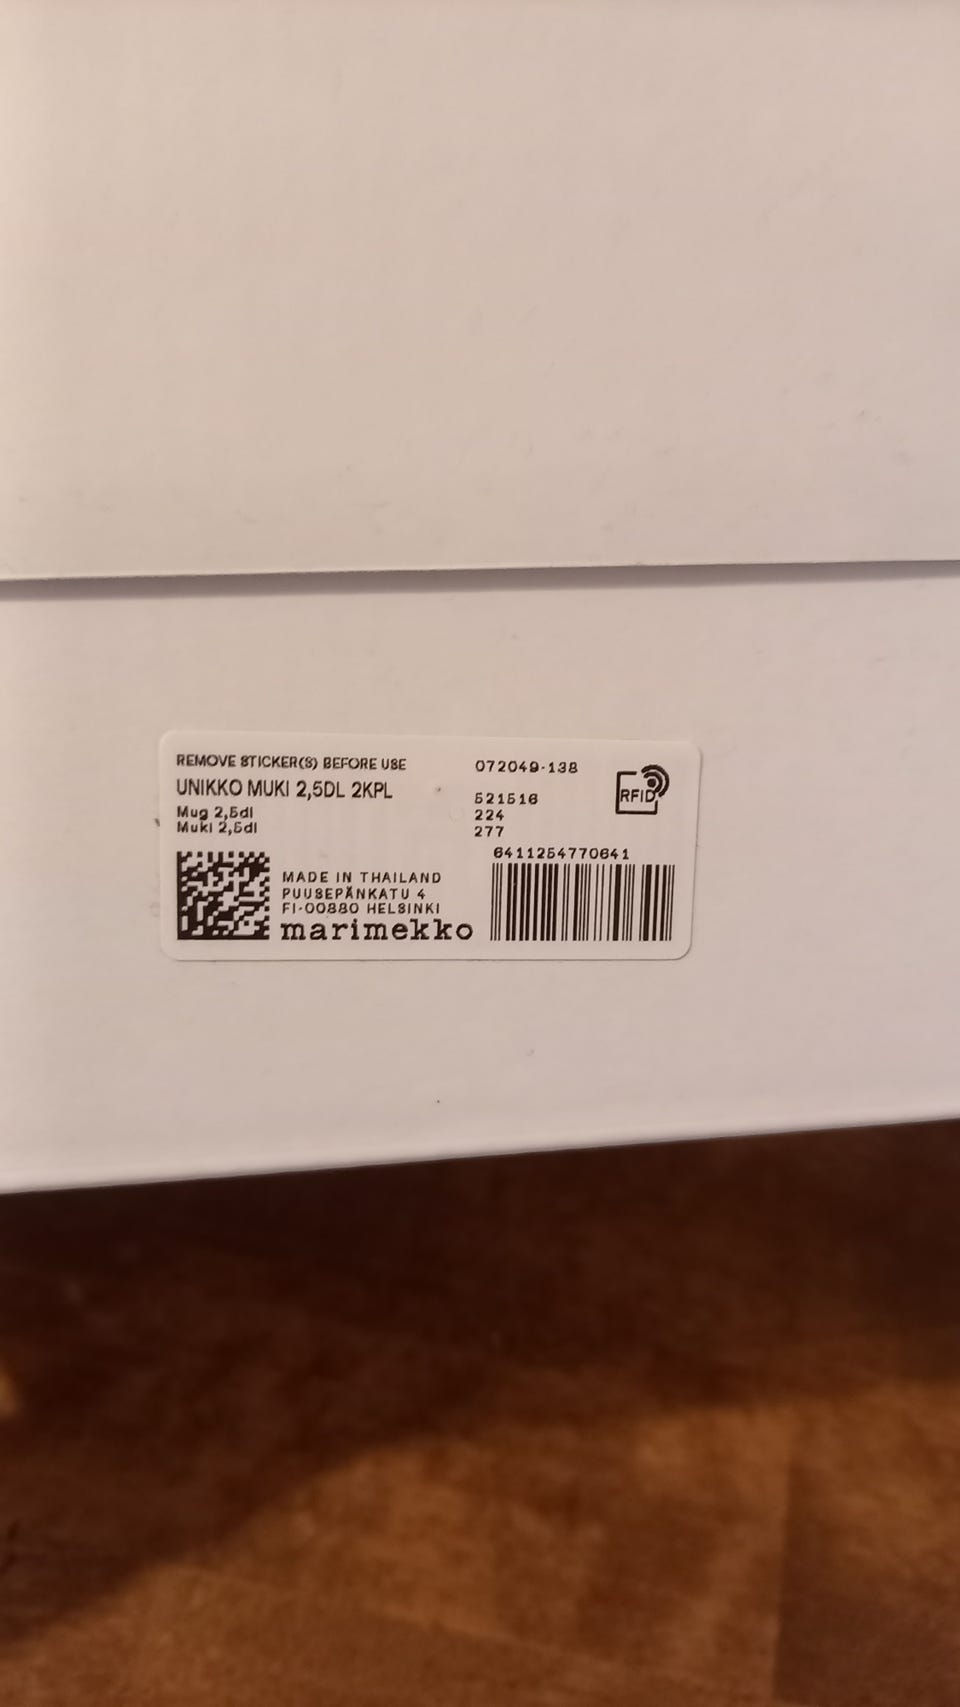 REMOVE STICKER(S) BEFORE USE
UNIKKO MUKI 2,5DL 2KPL
Mug 2,5dl
Muki 2,5dl
072049-138
521516
224
277
RFID
6411254770641
MADE IN THAILAND
PUUSEPÄNKATU 4
FI-00880 HELSINKI
marimekko